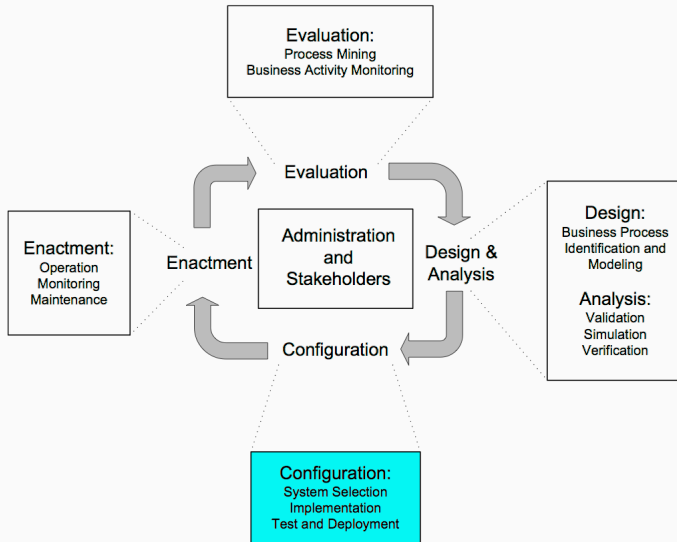 Evaluation:
Process Mining
Business Activity Monitoring
Evaluation
Enactment:
Operation
Monitoring
Maintenance
Enactment
Administration
and
Stakeholders
Design &
Analysis
Design:
Business Process
Identification and
Modeling
Analysis:
Validation
Simulation
Verification
Configuration
Configuration:
System Selection
Implementation
Test and Deployment